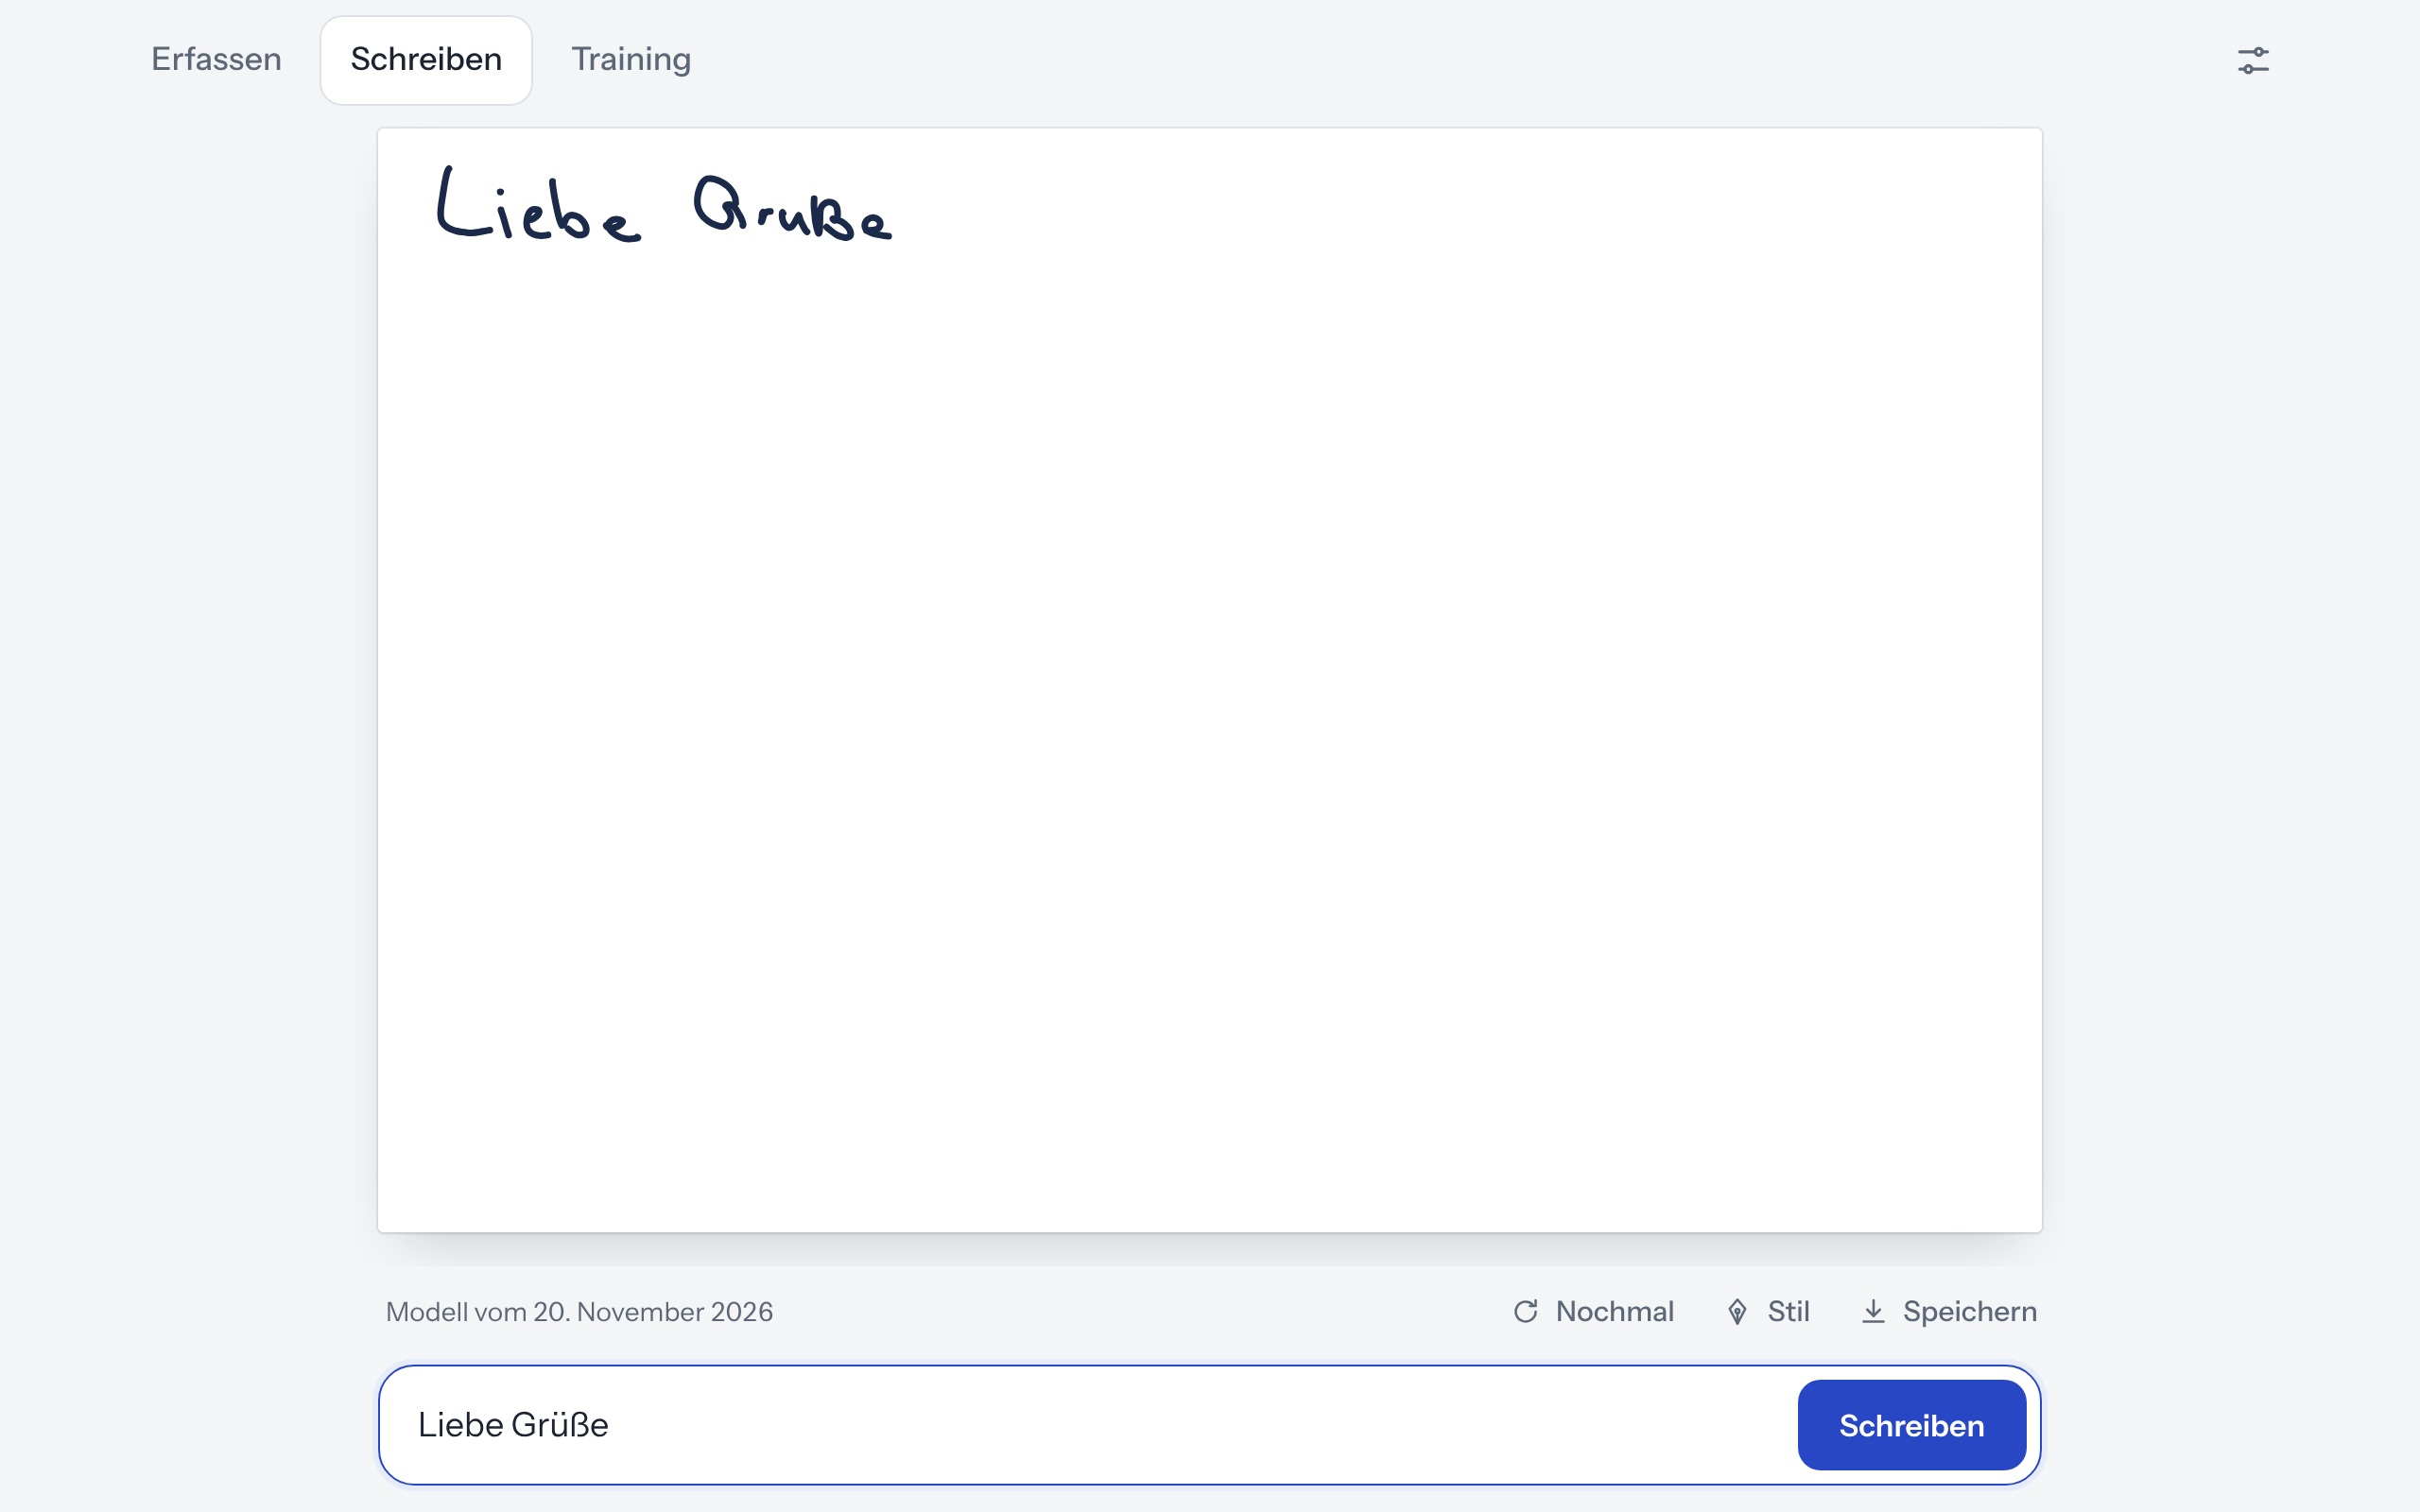 Erfassen Schreiben Training
Liebe Gruße
Modell vom 20. November 2026 Nochmal Stil Speichern
Liebe Grüße Schreiben